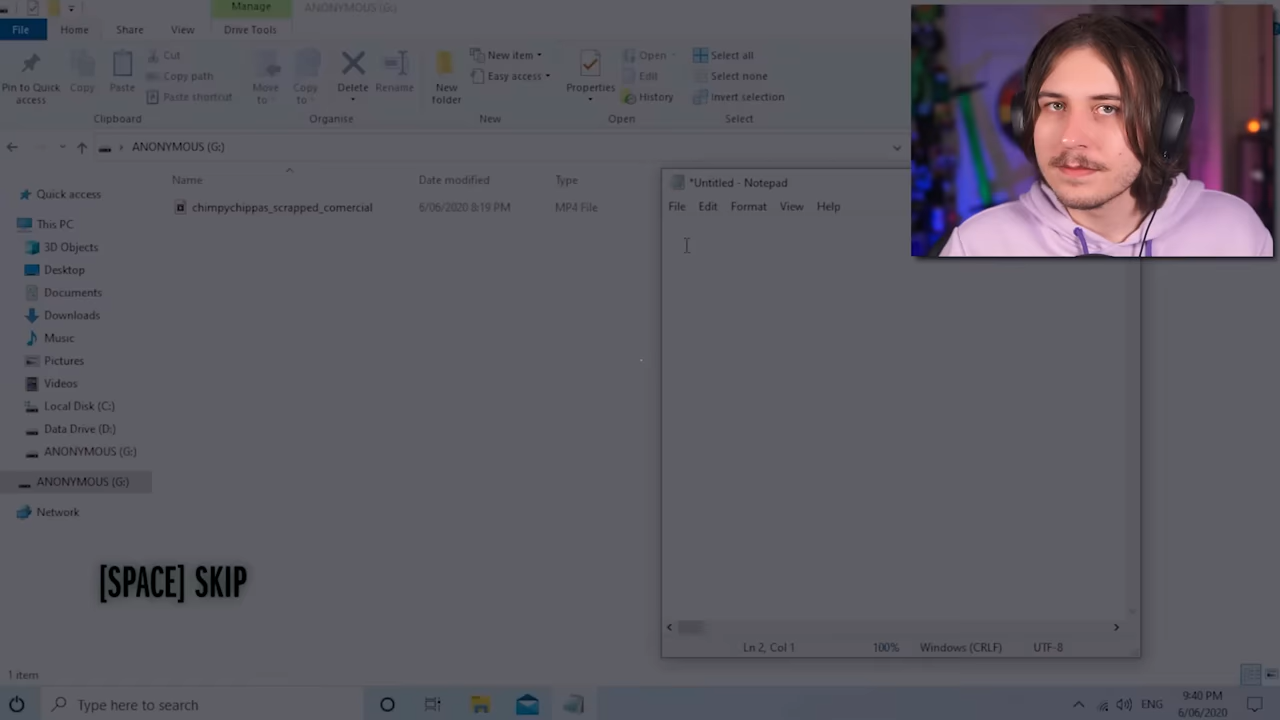 Manage
ANONYMOUS (G:)
File
Home
Share
View
Drive Tools
Pin to Quick access
Copy
Paste
Cut
Copy path
Paste shortcut
Clipboard
Move to
Copy to
Delete
Rename
Organise
New folder
New item
Easy access
New
Properties
Open
Edit
History
Open
Select all
Select none
Invert selection
Select
ANONYMOUS (G:)
Name
Date modified
Type
chimpychippas_scrapped_comercial
6/06/2020 8:19 PM
MP4 File
Quick access
This PC
3D Objects
Desktop
Documents
Downloads
Music
Pictures
Videos
Local Disk (C:)
Data Drive (D:)
ANONYMOUS (G:)
ANONYMOUS (G:)
Network
*Untitled - Notepad
File
Edit
Format
View
Help
Ln 2, Col 1
100%
Windows (CRLF)
UTF-8
[SPACE] SKIP
1 item
Type here to search
ENG
9:40 PM
6/06/2020